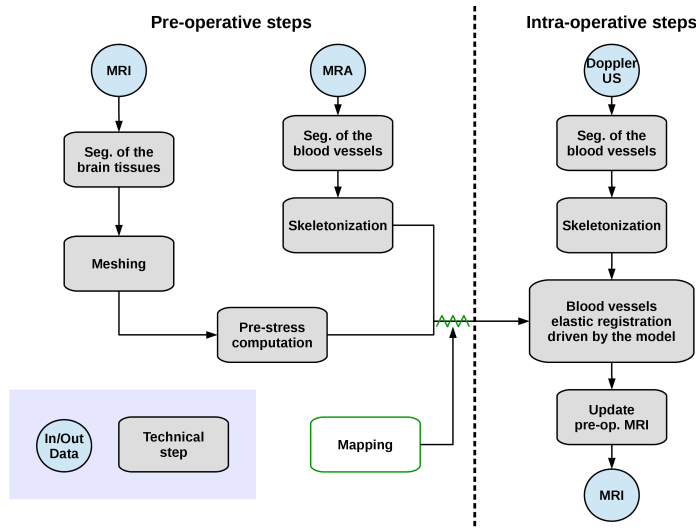 Pre-operative steps
Intra-operative steps
MRI
MRA
Doppler
US
Seg. of the
brain tissues
Seg. of the
blood vessels
Seg. of the
blood vessels
Skeletonization
Skeletonization
Meshing
Pre-stress
computation
Blood vessels
elastic registration
driven by the model
In/Out
Data
Technical
step
Mapping
Update
pre-op. MRI
MRI